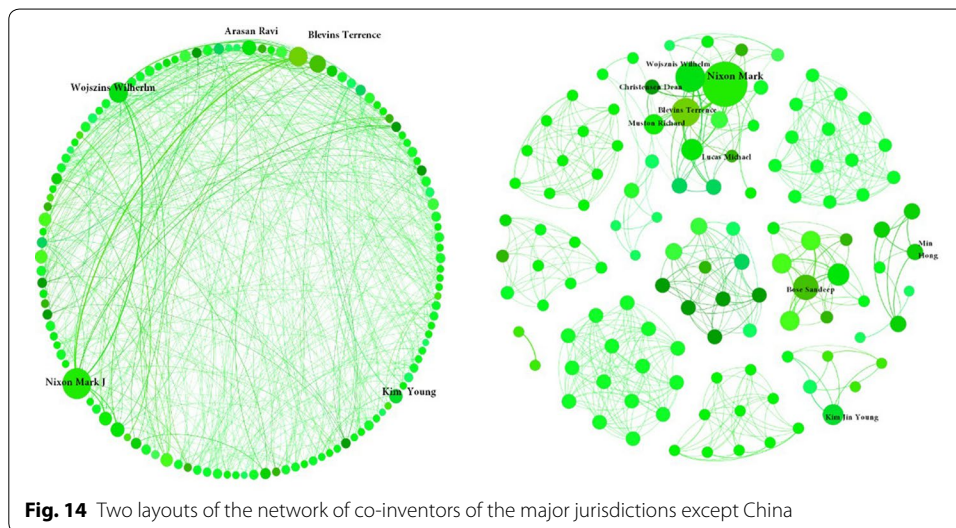 Arasan Ravi
Blevins Terrence
Wojszins Wilherlm
Nixon Mark J
Kim Young
Wojsznis Wilhelm
Nixon Mark
Christensen Dean
Blevins Terrence
Muston Richard
Lucas Michael
Min
Hong
Bose Sandeep
Kim Jin Young
Fig. 14 Two layouts of the network of co-inventors of the major jurisdictions except China